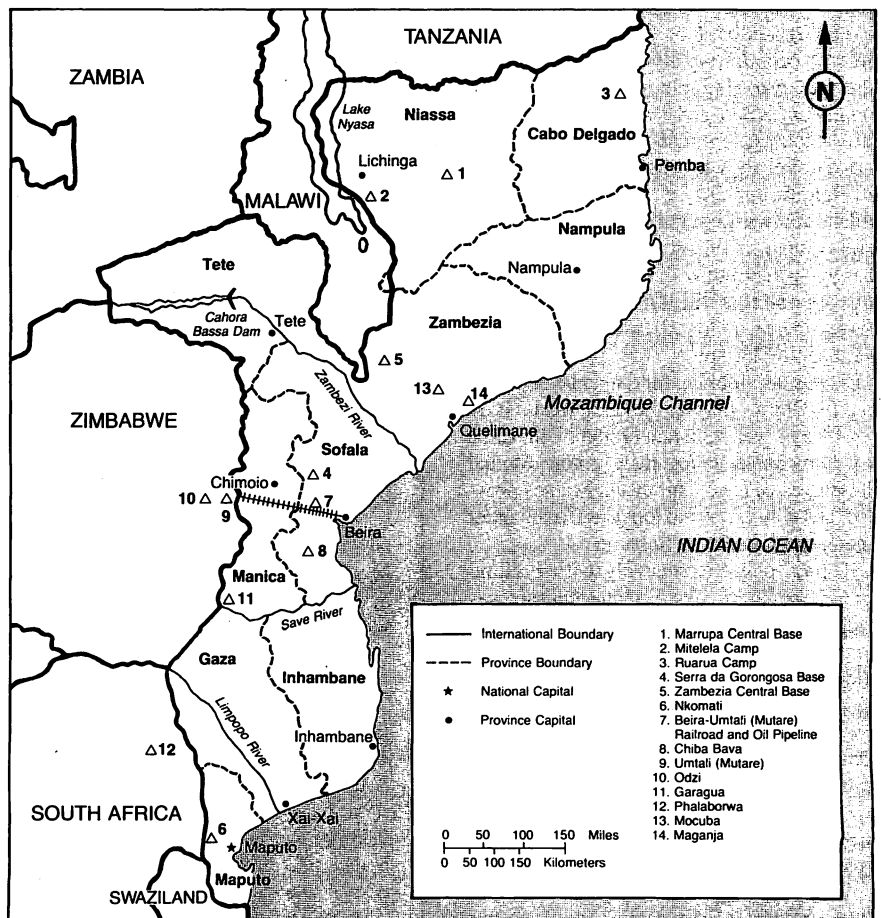 TANZANIA
ZAMBIA
N
3
Lake
Nyasa
Niassa
Cabo Delgado
Lichinga
1
Pemba
2
MALAWI
Nampula
Tete
Nampula
Cahora
Bassa Dam
Tete
Zambezia
5
Zambezi River
13
14
Mozambique Channel
ZIMBABWE
Quelimane
Sofala
4
Chimoio
10
9
7
Beira
INDIAN OCEAN
8
Manica
11
Save River
Gaza
Inhambane
Limpopo River
Inhambane
12
SOUTH AFRICA
Xai-Xai
6
Maputo
Maputo
SWAZILAND
International Boundary
Province Boundary
National Capital
Province Capital
0 50 100 150 Miles
0 50 100 150 Kilometers
1. Marrupa Central Base
2. Mitelela Camp
3. Ruarua Camp
4. Serra da Gorongosa Base
5. Zambezia Central Base
6. Nkomati
7. Beira-Umtali (Mutare)
Railroad and Oil Pipeline
8. Chiba Bava
9. Umtali (Mutare)
10. Odzi
11. Garagua
12. Phalaborwa
13. Mocuba
14. Maganja